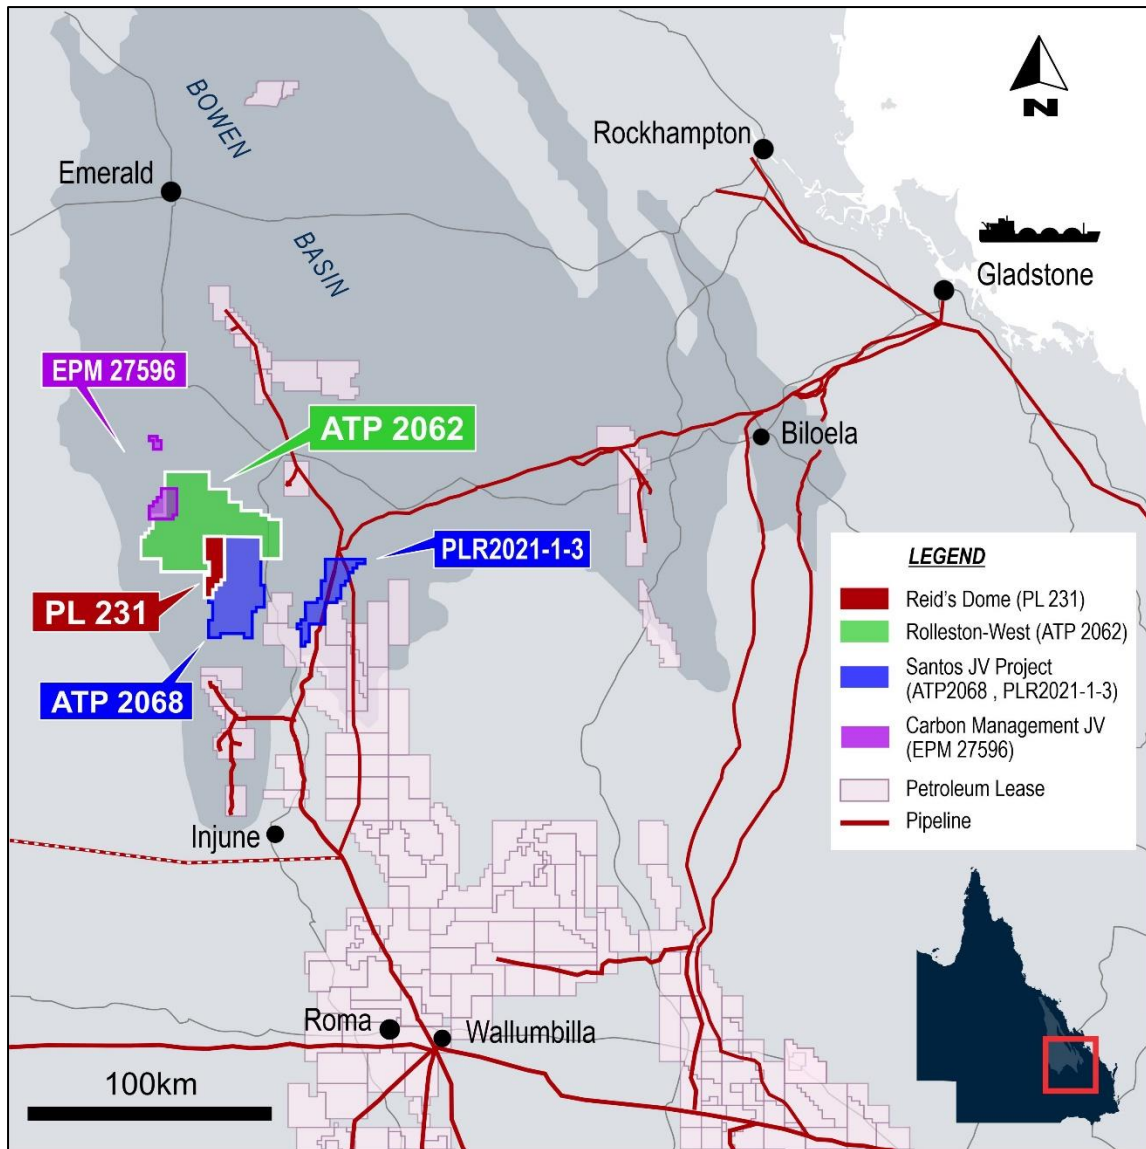 BOWEN
BASIN
N
Rockhampton
Emerald
Gladstone
EPM 27596
ATP 2062
Biloela
PLR2021-1-3
PL 231
ATP 2068
LEGEND
Reid's Dome (PL 231)
Rolleston-West (ATP 2062)
Santos JV Project
(ATP2068 , PLR2021-1-3)
Carbon Management JV
(EPM 27596)
Petroleum Lease
Pipeline
Injune
Roma
Wallumbilla
100km